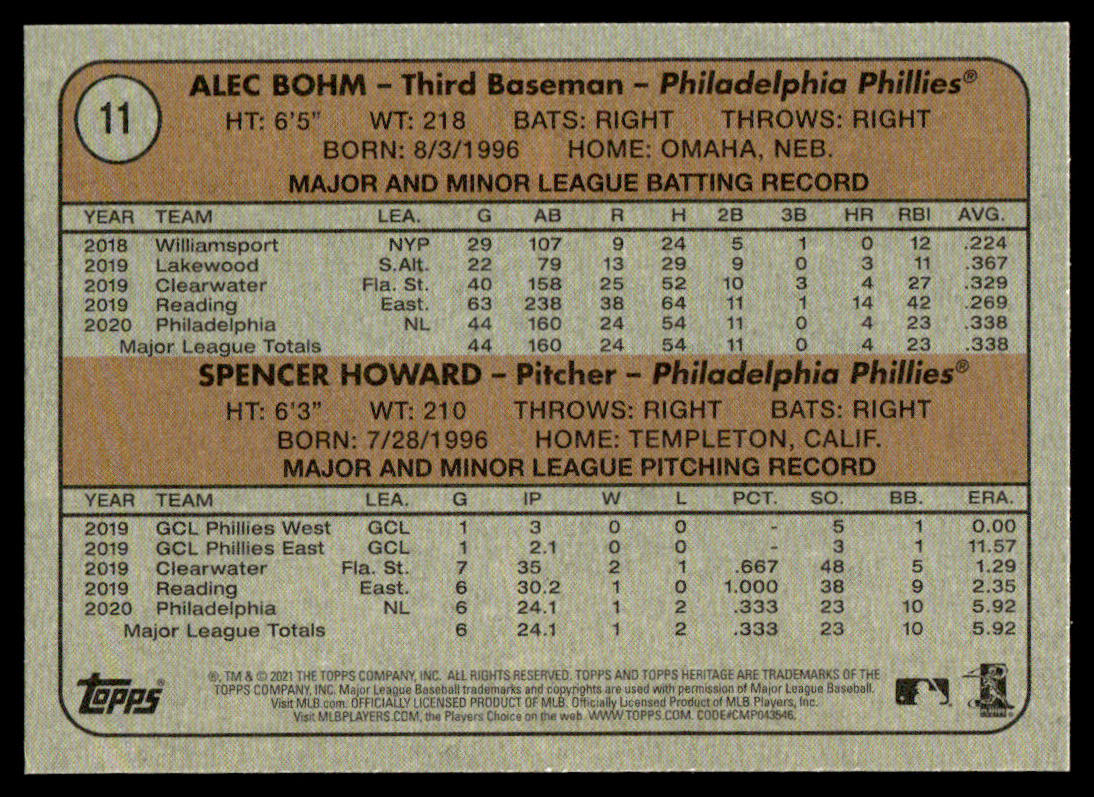 11
ALEC BOHM – Third Baseman – Philadelphia Phillies®
HT: 6'5" WT: 218 BATS: RIGHT THROWS: RIGHT
BORN: 8/3/1996 HOME: OMAHA, NEB.
MAJOR AND MINOR LEAGUE BATTING RECORD
YEAR TEAM LEA. G AB R H 2B 3B HR RBI AVG.
2018 Williamsport NYP 29 107 9 24 5 1 0 12 .224
2019 Lakewood S.Alt. 22 79 13 29 9 0 3 11 .367
2019 Clearwater Fla. St. 40 158 25 52 10 3 4 27 .329
2019 Reading East. 63 238 38 64 11 1 14 42 .269
2020 Philadelphia NL 44 160 24 54 11 0 4 23 .338
Major League Totals 44 160 24 54 11 0 4 23 .338
SPENCER HOWARD – Pitcher – Philadelphia Phillies®
HT: 6'3" WT: 210 THROWS: RIGHT BATS: RIGHT
BORN: 7/28/1996 HOME: TEMPLETON, CALIF.
MAJOR AND MINOR LEAGUE PITCHING RECORD
YEAR TEAM LEA. G IP W L PCT. SO. BB. ERA.
2019 GCL Phillies West GCL 1 3 0 0 - 5 1 0.00
2019 GCL Phillies East GCL 1 2.1 0 0 - 3 1 11.57
2019 Clearwater Fla. St. 7 35 2 1 .667 48 5 1.29
2019 Reading East. 6 30.2 1 0 1.000 38 9 2.35
2020 Philadelphia NL 6 24.1 1 2 .333 23 10 5.92
Major League Totals 6 24.1 1 2 .333 23 10 5.92
TOPPS®
®, TM & © 2021 THE TOPPS COMPANY, INC. ALL RIGHTS RESERVED. TOPPS AND TOPPS HERITAGE ARE TRADEMARKS OF THE
TOPPS COMPANY, INC. Major League Baseball trademarks and copyrights are used with permission of Major League Baseball.
Visit MLB.com. OFFICIALLY LICENSED PRODUCT OF MLB. Officially Licensed Product of MLB Players, Inc.
Visit MLBPLAYERS.COM, the Players Choice on the web. WWW.TOPPS.COM. CODE#CMP043546.